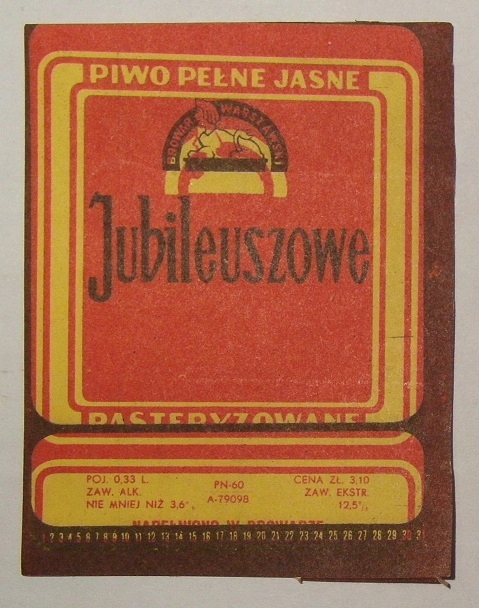 PIWO PEŁNE JASNE
BROWAR WARSZAWSKI
Jubileuszowe
PASTERYZOWANE
POJ. 0,33 L.
ZAW. ALK.
NIE MNIEJ NIŻ 3,6%
PN-60
A-79098
CENA ZŁ. 3,10
ZAW. EKSTR.
12,5%
NAPEŁNIONO W BROWARZE
1 2 3 4 5 6 7 8 9 10 11 12 13 14 15 16 17 18 19 20 21 22 23 24 25 26 27 28 29 30 31